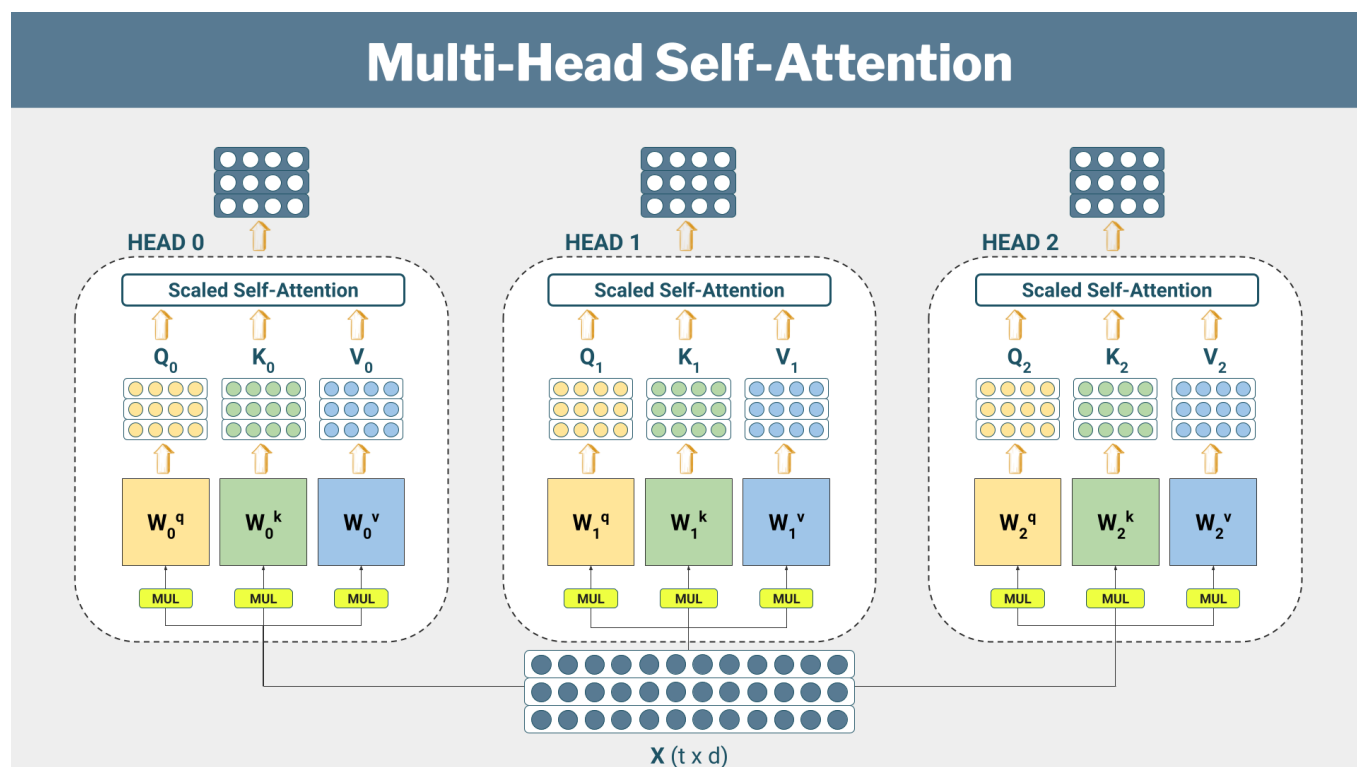 Multi-Head Self-Attention
HEAD 0
HEAD 1
HEAD 2
Scaled Self-Attention
Scaled Self-Attention
Scaled Self-Attention
Q₀ K₀ V₀
Q₁ K₁ V₁
Q₂ K₂ V₂
W₀q W₀k W₀v
W₁q W₁k W₁v
W₂q W₂k W₂v
MUL MUL MUL
MUL MUL MUL
MUL MUL MUL
X (t x d)